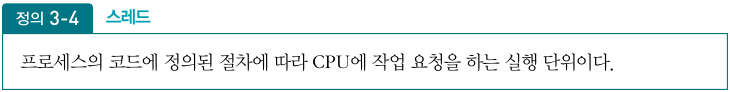 정의 3-4 스레드
프로세스의 코드에 정의된 절차에 따라 CPU에 작업 요청을 하는 실행 단위이다.